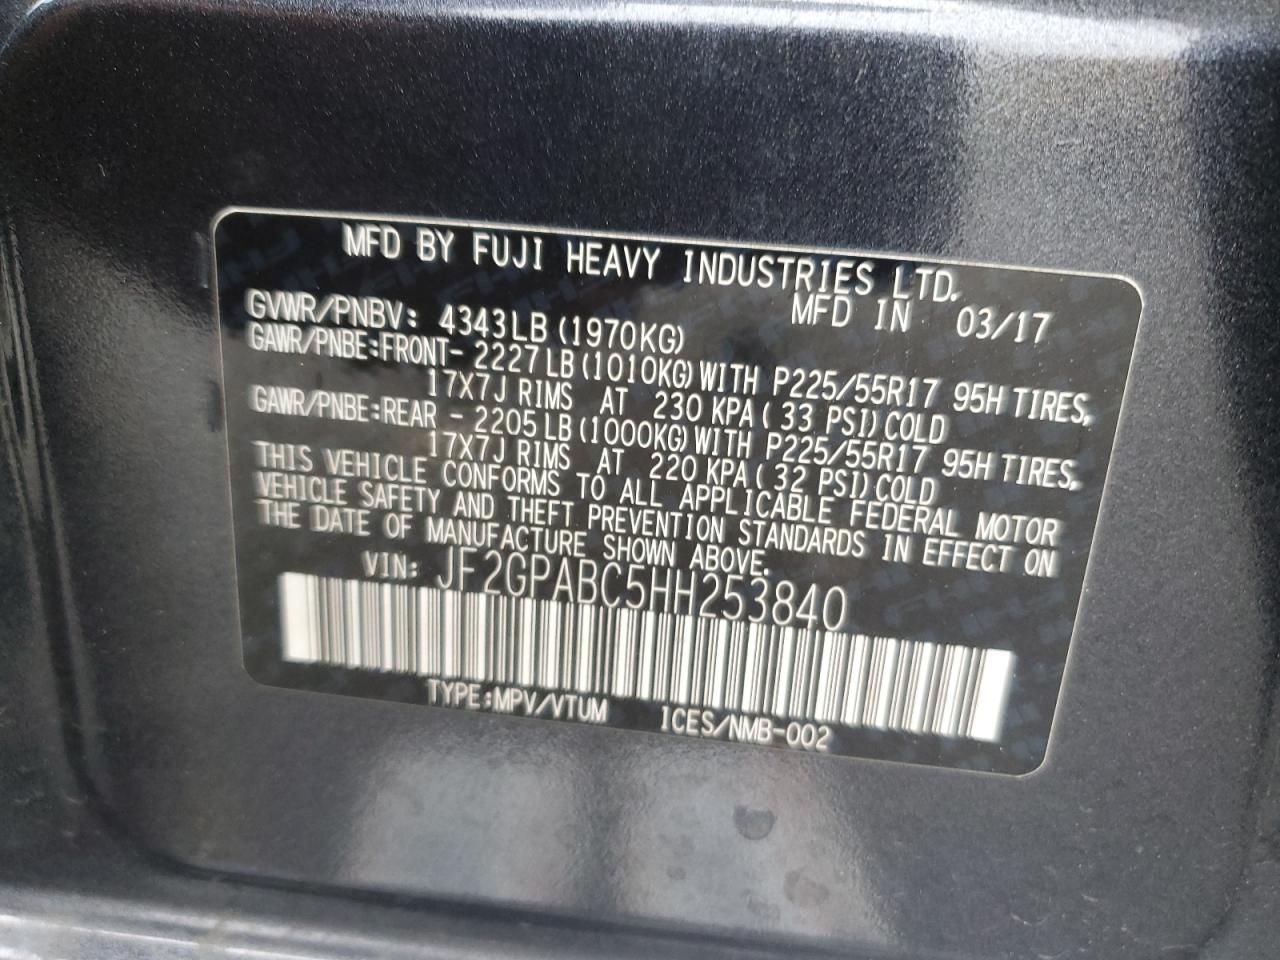 MFD BY FUJI HEAVY INDUSTRIES LTD.
MFD IN 03/17
GVWR/PNBV: 4343LB (1970KG)
GAWR/PNBE:FRONT- 2227LB (1010KG) WITH P225/55R17 95H TIRES,
17X7J RIMS AT 230 KPA ( 33 PSI) COLD
GAWR/PNBE:REAR - 2205LB (1000KG) WITH P225/55R17 95H TIRES,
17X7J RIMS AT 220 KPA ( 32 PSI) COLD
THIS VEHICLE CONFORMS TO ALL APPLICABLE FEDERAL MOTOR
VEHICLE SAFETY AND THEFT PREVENTION STANDARDS IN EFFECT ON
THE DATE OF MANUFACTURE SHOWN ABOVE.
VIN: JF2GPABC5HH253840
TYPE:MPV/VTUM ICES/NMB-002